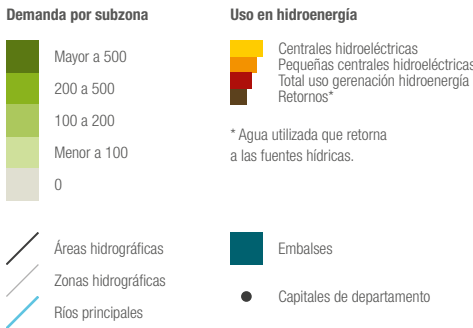 Demanda por subzona
Mayor a 500
200 a 500
100 a 200
Menor a 100
0
Uso en hidroenergía
Centrales hidroeléctricas
Pequeñas centrales hidroeléctricas
Total uso gerenación hidroenergía
Retornos*
* Agua utilizada que retorna
a las fuentes hídricas.
Áreas hidrográficas
Zonas hidrográficas
Ríos principales
Embalses
Capitales de departamento